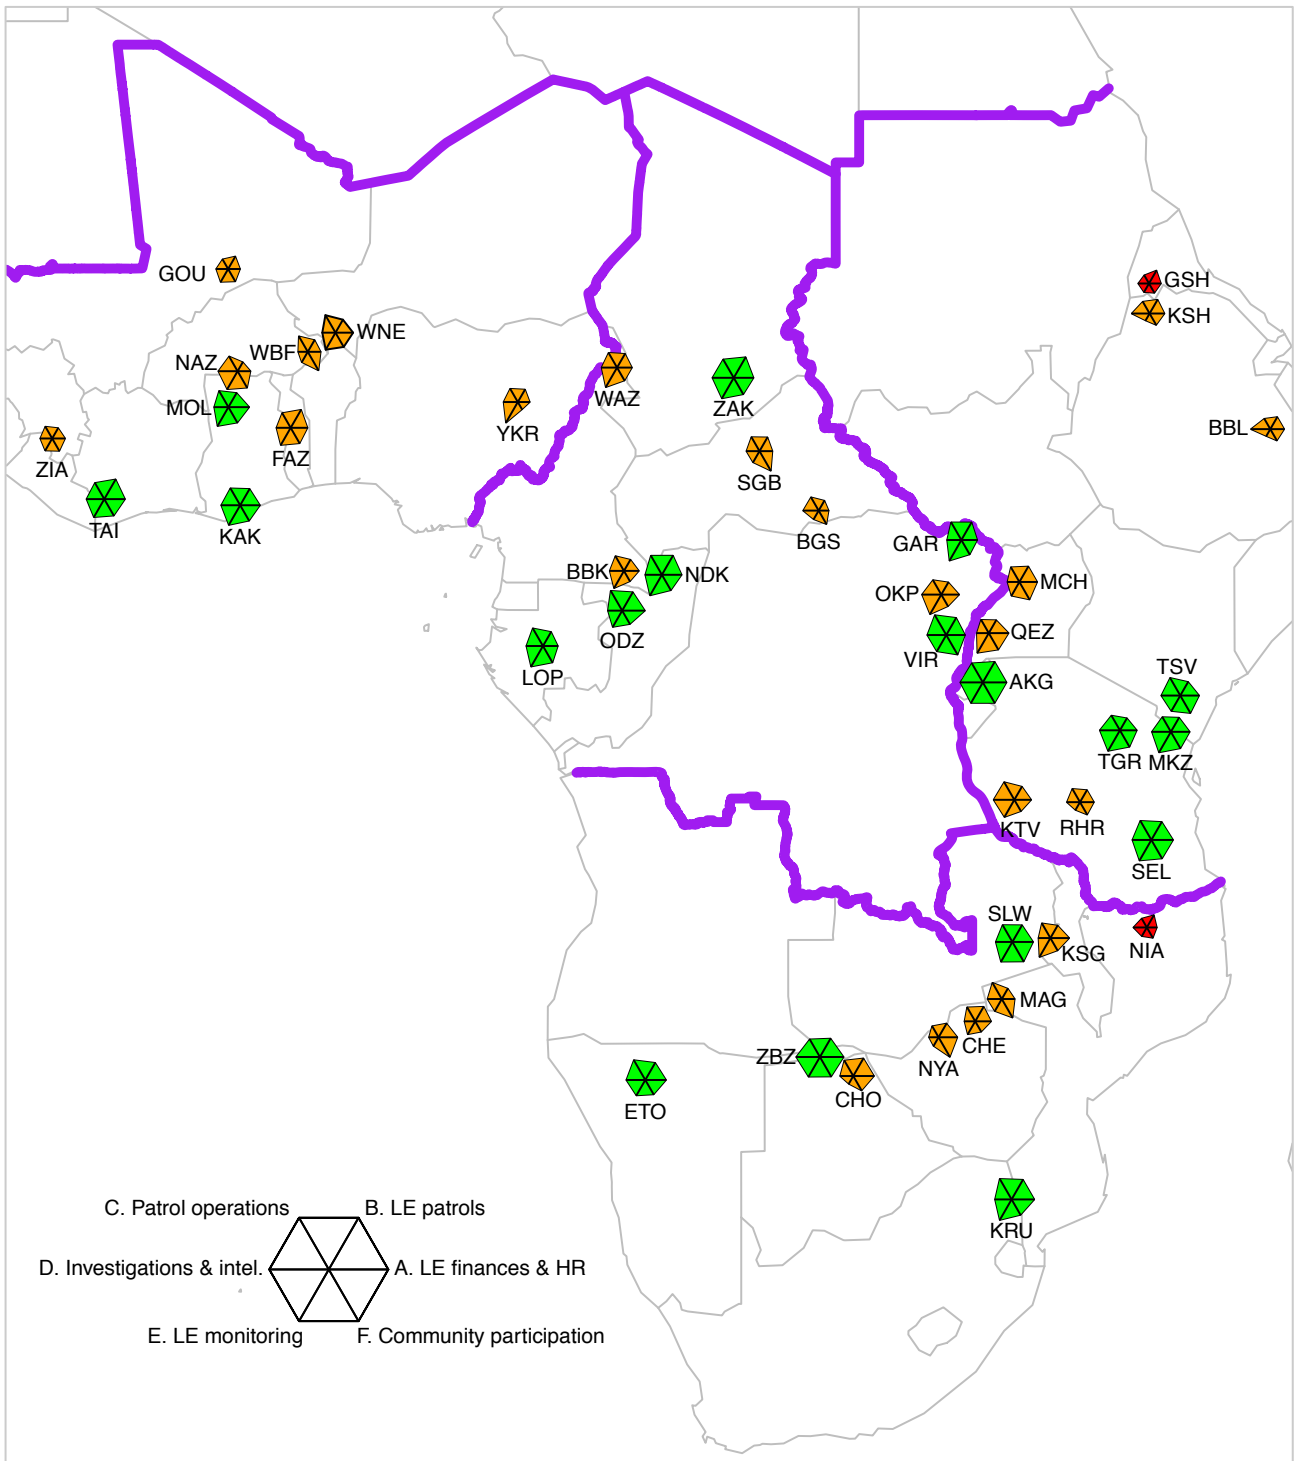 GOU
GSH
KSH
WNE
WBF
NAZ
WAZ
MOL
ZAK
YKR
BBL
ZIA
FAZ
SGB
TAI
KAK
BGS
GAR
BBK
NDK
MCH
OKP
ODZ
QEZ
VIR
LOP
AKG
TSV
TGR
MKZ
KTV
RHR
SEL
SLW
KSG
NIA
MAG
CHE
ZBZ
NYA
CHO
ETO
KRU
C. Patrol operations
B. LE patrols
D. Investigations & intel.
A. LE finances & HR
E. LE monitoring
F. Community participation